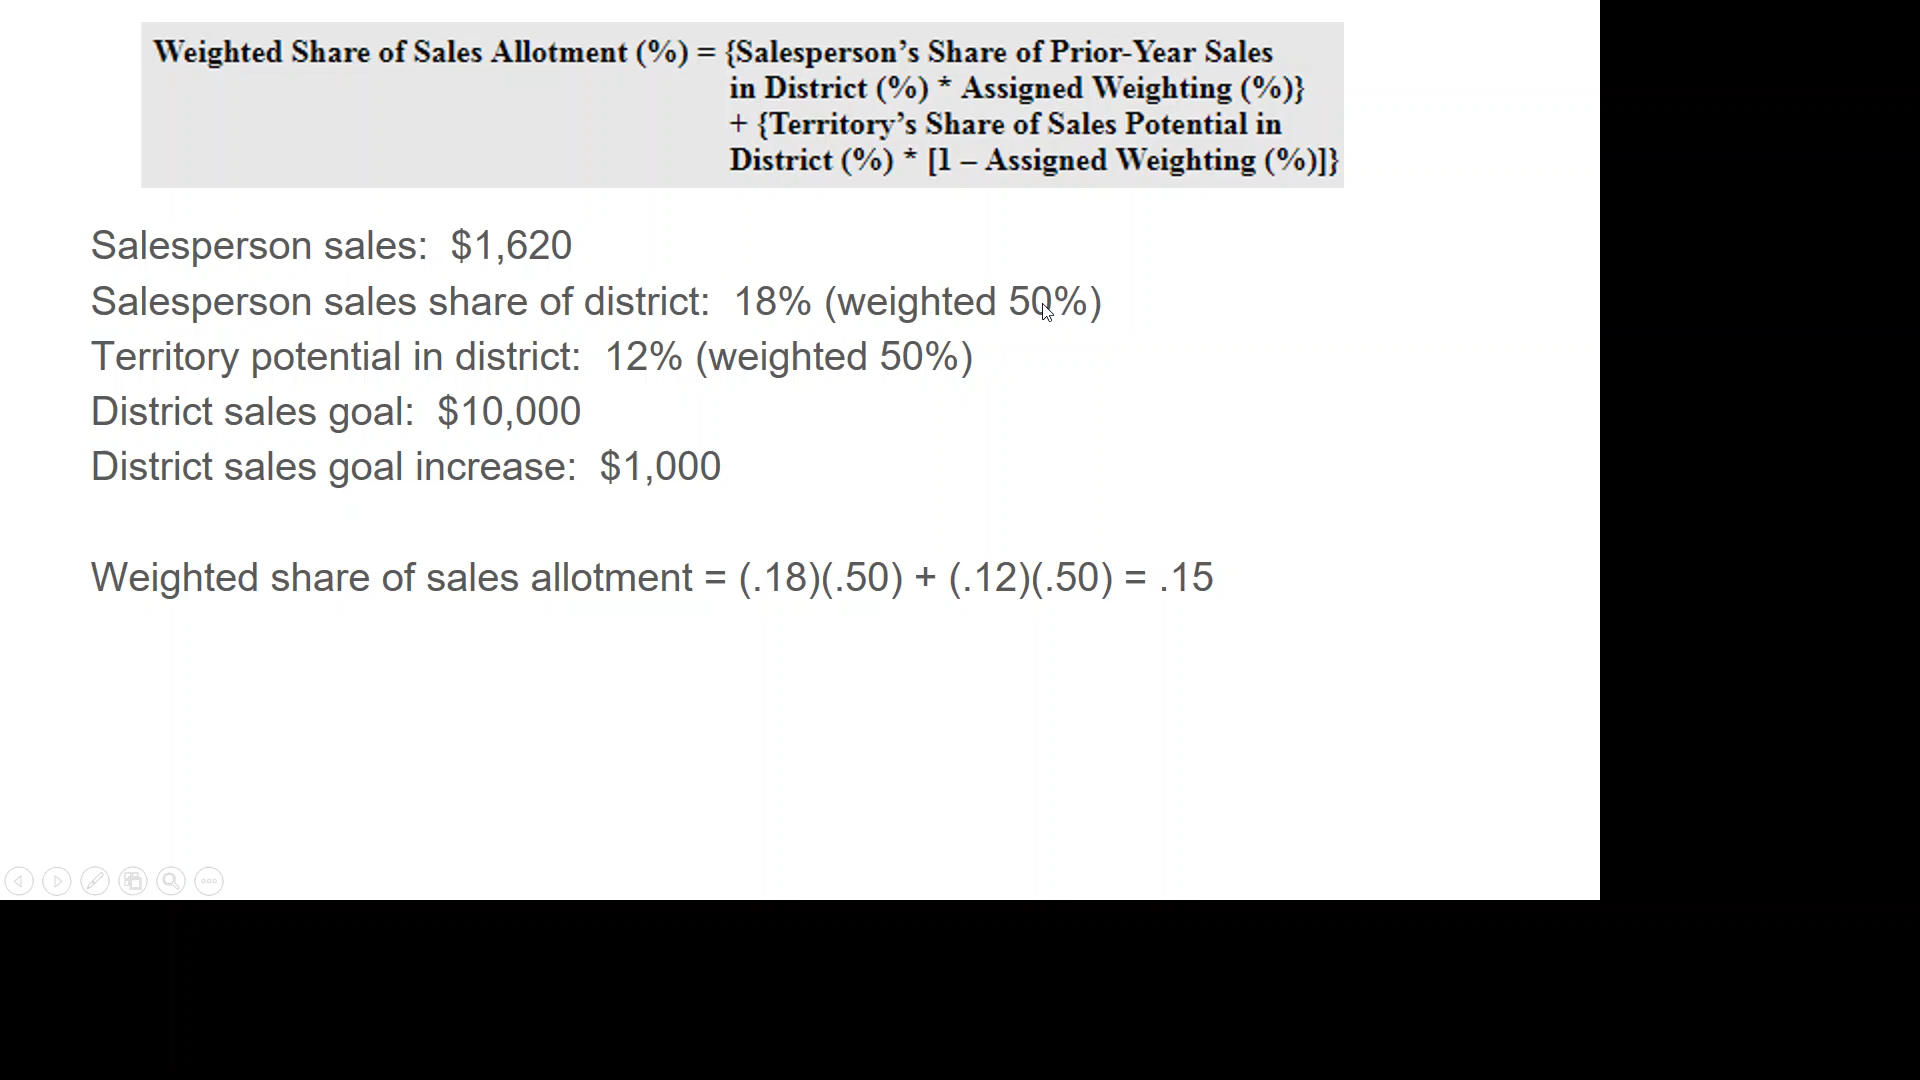 Weighted Share of Sales Allotment (%) = {Salesperson’s Share of Prior-Year Sales
in District (%) * Assigned Weighting (%)}
+ {Territory’s Share of Sales Potential in
District (%) * [1 – Assigned Weighting (%)]}
Salesperson sales: $1,620
Salesperson sales share of district: 18% (weighted 50%)
Territory potential in district: 12% (weighted 50%)
District sales goal: $10,000
District sales goal increase: $1,000
Weighted share of sales allotment = (.18)(.50) + (.12)(.50) = .15